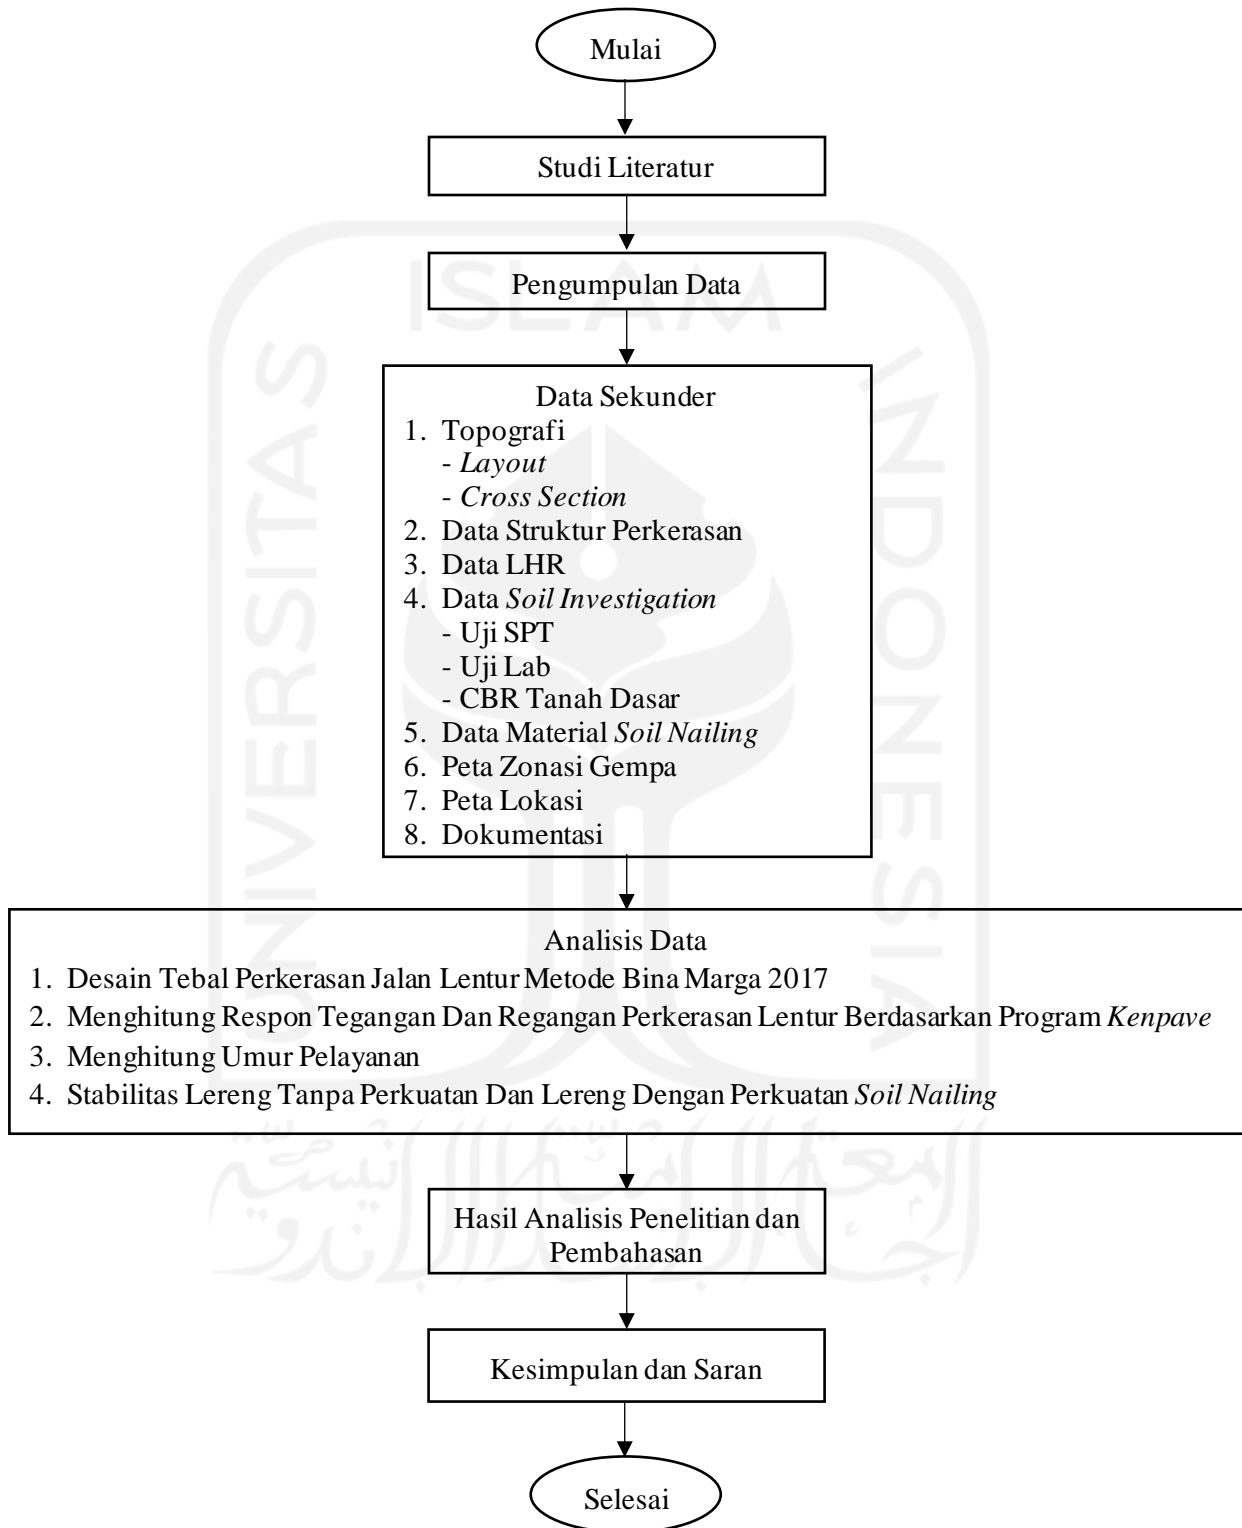 Mulai
Studi Literatur
Pengumpulan Data
Data Sekunder
1. Topografi
- Layout
- Cross Section
2. Data Struktur Perkerasan
3. Data LHR
4. Data Soil Investigation
- Uji SPT
- Uji Lab
- CBR Tanah Dasar
5. Data Material Soil Nailing
6. Peta Zonasi Gempa
7. Peta Lokasi
8. Dokumentasi
Analisis Data
1. Desain Tebal Perkerasan Jalan Lentur Metode Bina Marga 2017
2. Menghitung Respon Tegangan Dan Regangan Perkerasan Lentur Berdasarkan Program Kenpave
3. Menghitung Umur Pelayanan
4. Stabilitas Lereng Tanpa Perkuatan Dan Lereng Dengan Perkuatan Soil Nailing
Hasil Analisis Penelitian dan
Pembahasan
Kesimpulan dan Saran
Selesai
UNIVERSITAS
ISLAM
INDONESIA